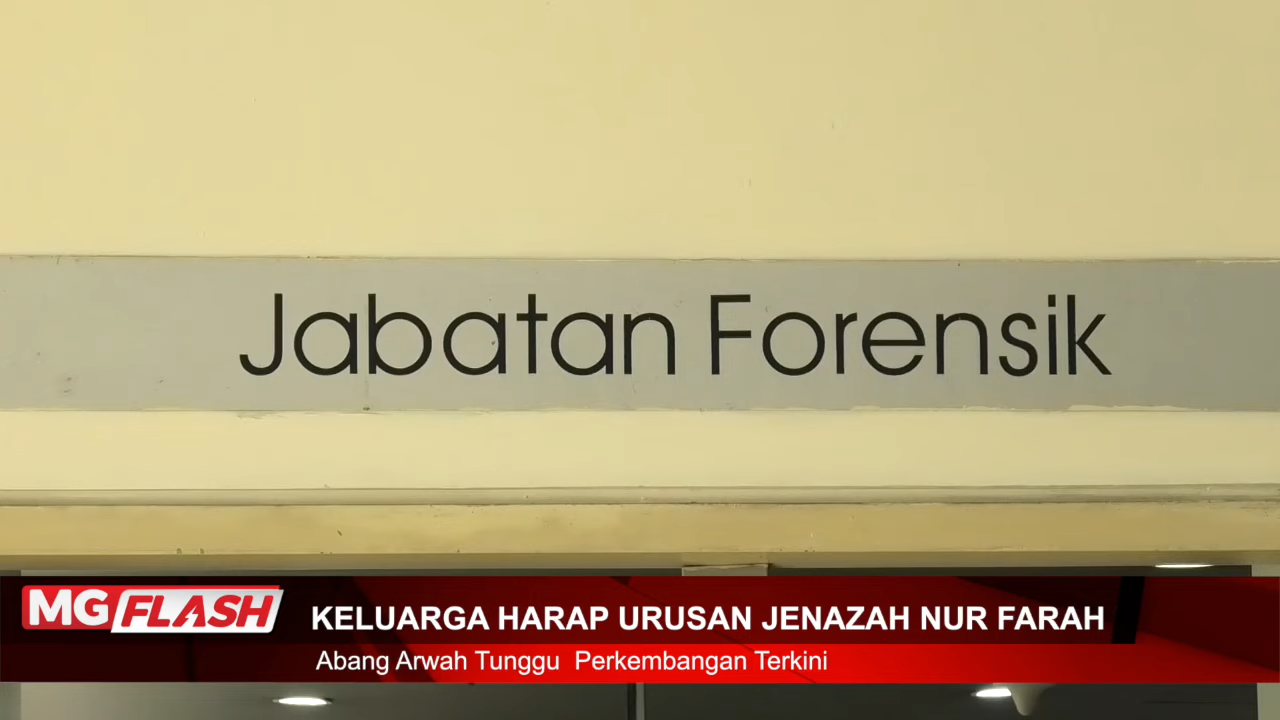 Jabatan Forensik
MG FLASH
KELUARGA HARAP URUSAN JENAZAH NUR FARAH
Abang Arwah Tunggu Perkembangan Terkini